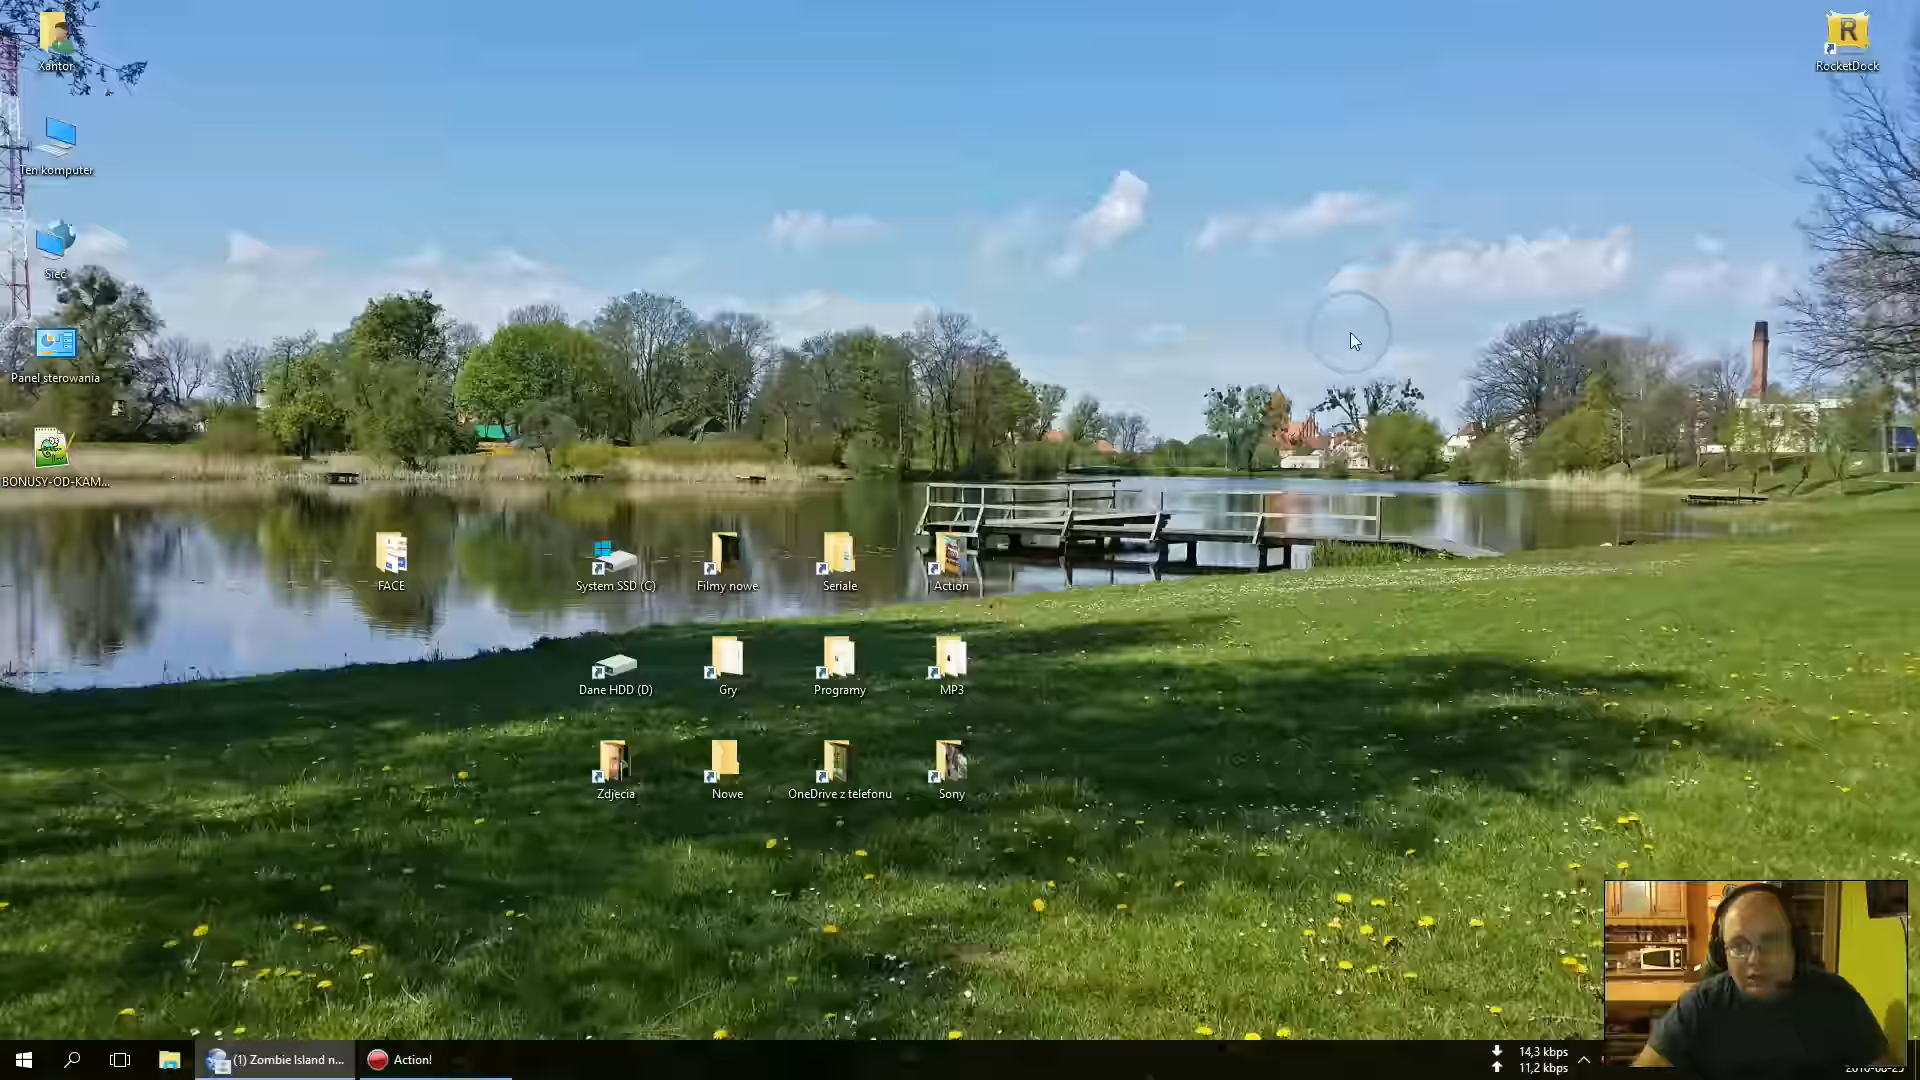 Xantor
RocketDock
Ten komputer
Sieć
Panel sterowania
BONUSY-OD-KAM...
FACE
System SSD (C)
Filmy nowe
Seriale
Action
Dane HDD (D)
Gry
Programy
MP3
Zdjecia
Nowe
OneDrive z telefonu
Sony
(1) Zombie Island n...
Action!
14,3 kbps
11,2 kbps